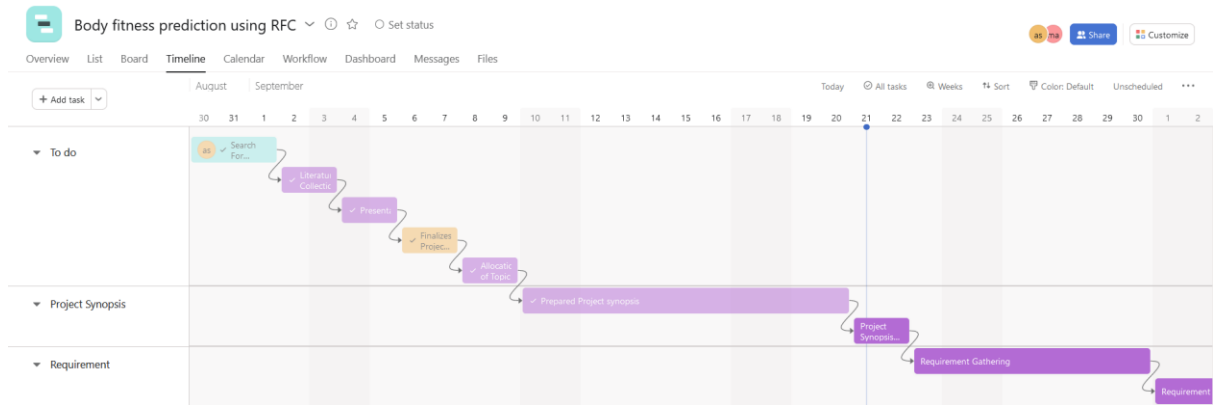 Body fitness prediction using RFC
Set status
as ma
Share
Customize
Overview List Board Timeline Calendar Workflow Dashboard Messages Files
+ Add task
August September
Today All tasks Weeks Sort Color: Default Unscheduled
30 31 1 2 3 4 5 6 7 8 9 10 11 12 13 14 15 16 17 18 19 20 21 22 23 24 25 26 27 28 29 30 1 2
To do
as
Search
For...
Literatu
Collectic
Presenta
Finalizes
Projec...
Allocatic
of Topic
Project Synopsis
Prepared Project synopsis
Project
Synopsis...
Requirement
Requirement Gathering
Requirement